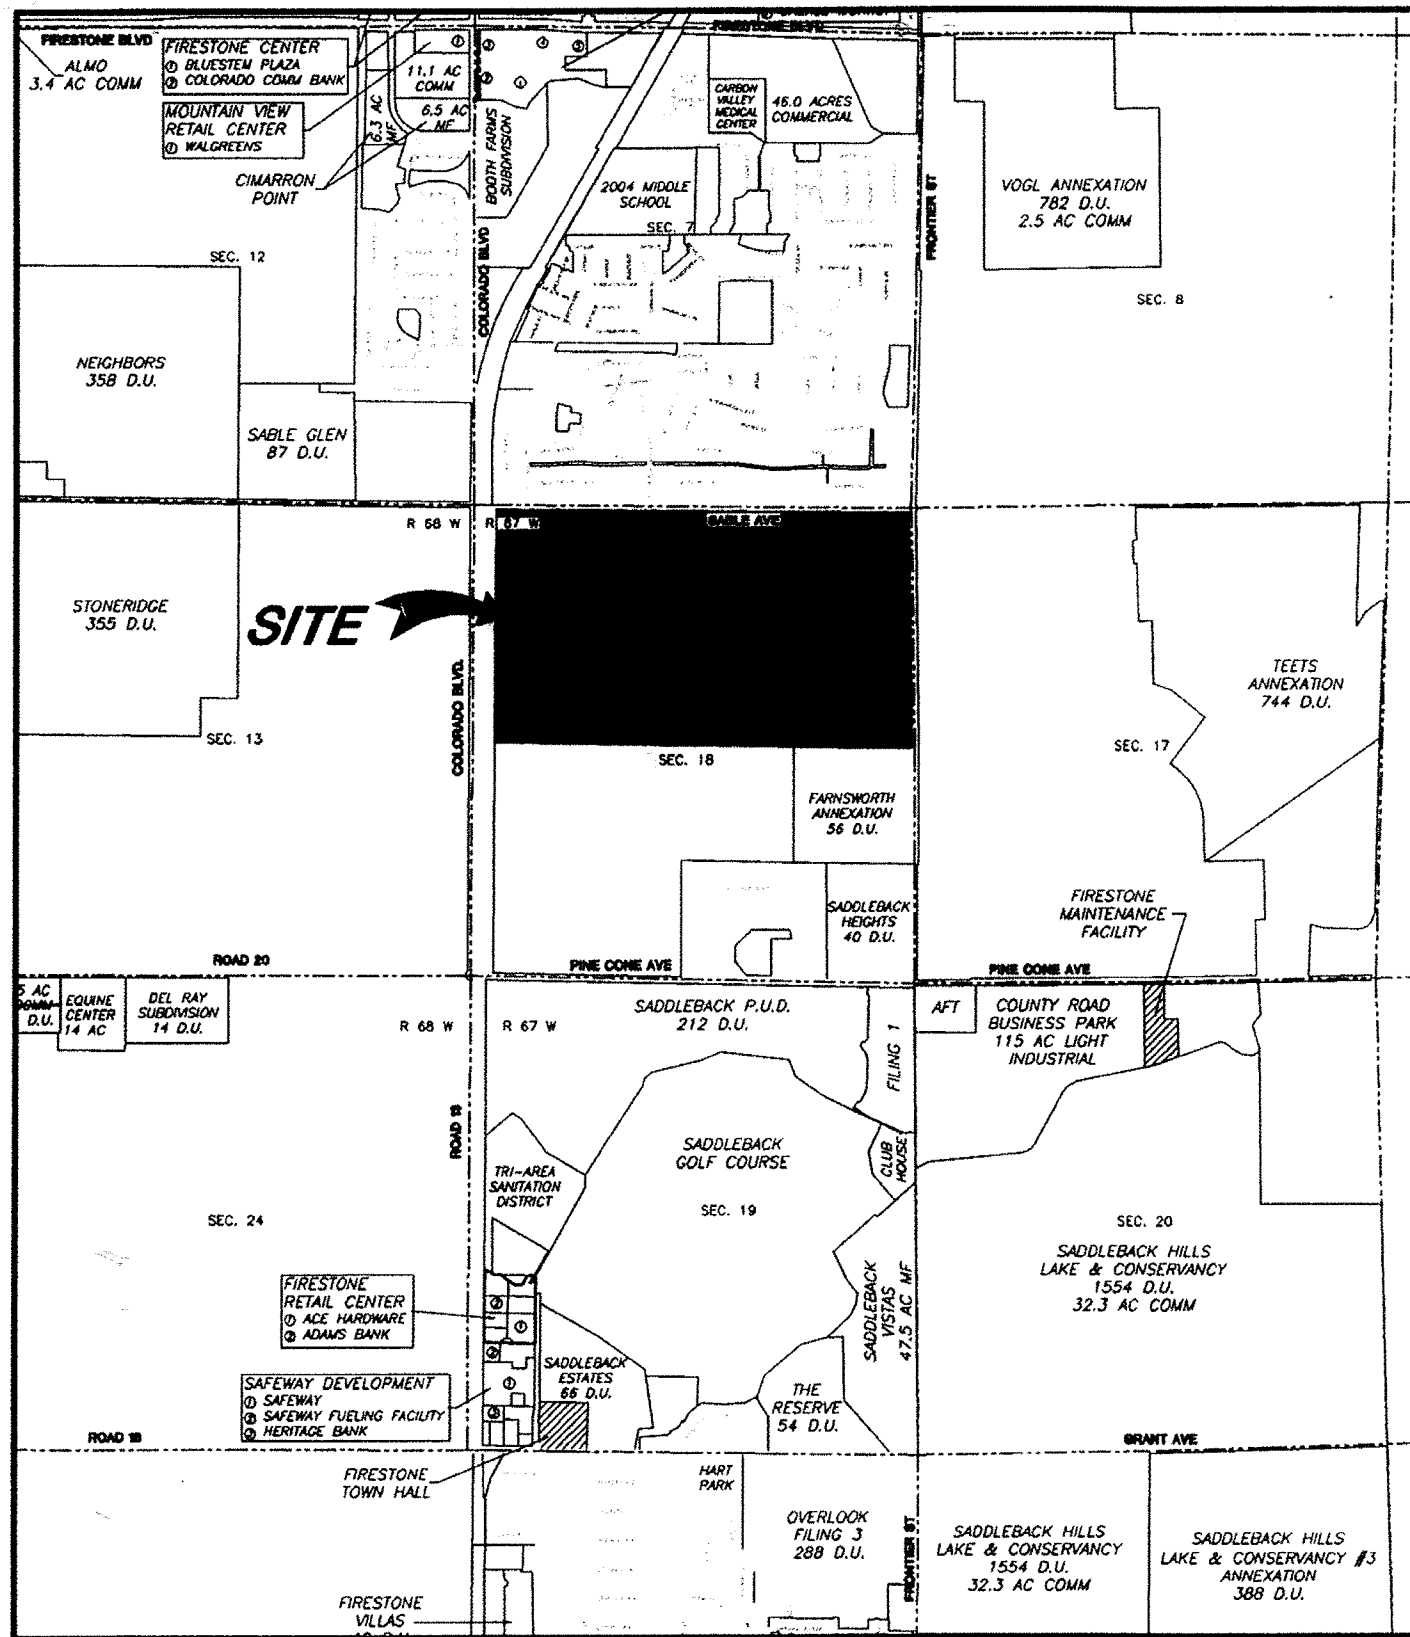 FIRESTONE BLVD
ALMO
3.4 AC COMM
FIRESTONE CENTER
① BLUESTEM PLAZA
② COLORADO COMM BANK
MOUNTAIN VIEW
RETAIL CENTER
① WALGREENS
CIMARRON
POINT
11.1 AC
COMM
6.5 AC
MF
6.3 AC
MF
BOOTH FARMS
SUBDIVISION
FIRESTONE BLVD.
CARBON
VALLEY
MEDICAL
CENTER
46.0 ACRES
COMMERCIAL
2004 MIDDLE
SCHOOL
SEC. 7
FRONTIER ST
VOGL ANNEXATION
782 D.U.
2.5 AC COMM
SEC. 8
SEC. 12
COLORADO BLVD
NEIGHBORS
358 D.U.
SABLE GLEN
87 D.U.
R 68 W
R 67 W
SABLE AVE
STONERIDGE
355 D.U.
SITE
COLORADO BLVD.
SEC. 13
SEC. 18
TEETS
ANNEXATION
744 D.U.
SEC. 17
FARNSWORTH
ANNEXATION
56 D.U.
SADDLEBACK
HEIGHTS
40 D.U.
FIRESTONE
MAINTENANCE
FACILITY
ROAD 20
PINE CONE AVE
PINE CONE AVE
5 AC
COMM
D.U.
EQUINE
CENTER
14 AC
DEL RAY
SUBDIVISION
14 D.U.
R 68 W
R 67 W
SADDLEBACK P.U.D.
212 D.U.
FILING 1
AFT
COUNTY ROAD
BUSINESS PARK
115 AC LIGHT
INDUSTRIAL
ROAD 13
TRI-AREA
SANITATION
DISTRICT
SADDLEBACK
GOLF COURSE
CLUB
HOUSE
SEC. 24
SEC. 19
SEC. 20
SADDLEBACK HILLS
LAKE & CONSERVANCY
1554 D.U.
32.3 AC COMM
SADDLEBACK
VISTAS
47.5 AC MF
FIRESTONE
RETAIL CENTER
① ACE HARDWARE
② ADAMS BANK
SAFEWAY DEVELOPMENT
① SAFEWAY
② SAFEWAY FUELING FACILITY
③ HERITAGE BANK
SADDLEBACK
ESTATES
66 D.U.
THE
RESERVE
54 D.U.
ROAD 18
GRANT AVE
FIRESTONE
TOWN HALL
HART
PARK
OVERLOOK
FILING 3
288 D.U.
FRONTIER ST
SADDLEBACK HILLS
LAKE & CONSERVANCY
1554 D.U.
32.3 AC COMM
SADDLEBACK HILLS
LAKE & CONSERVANCY #3
ANNEXATION
388 D.U.
FIRESTONE
VILLAS